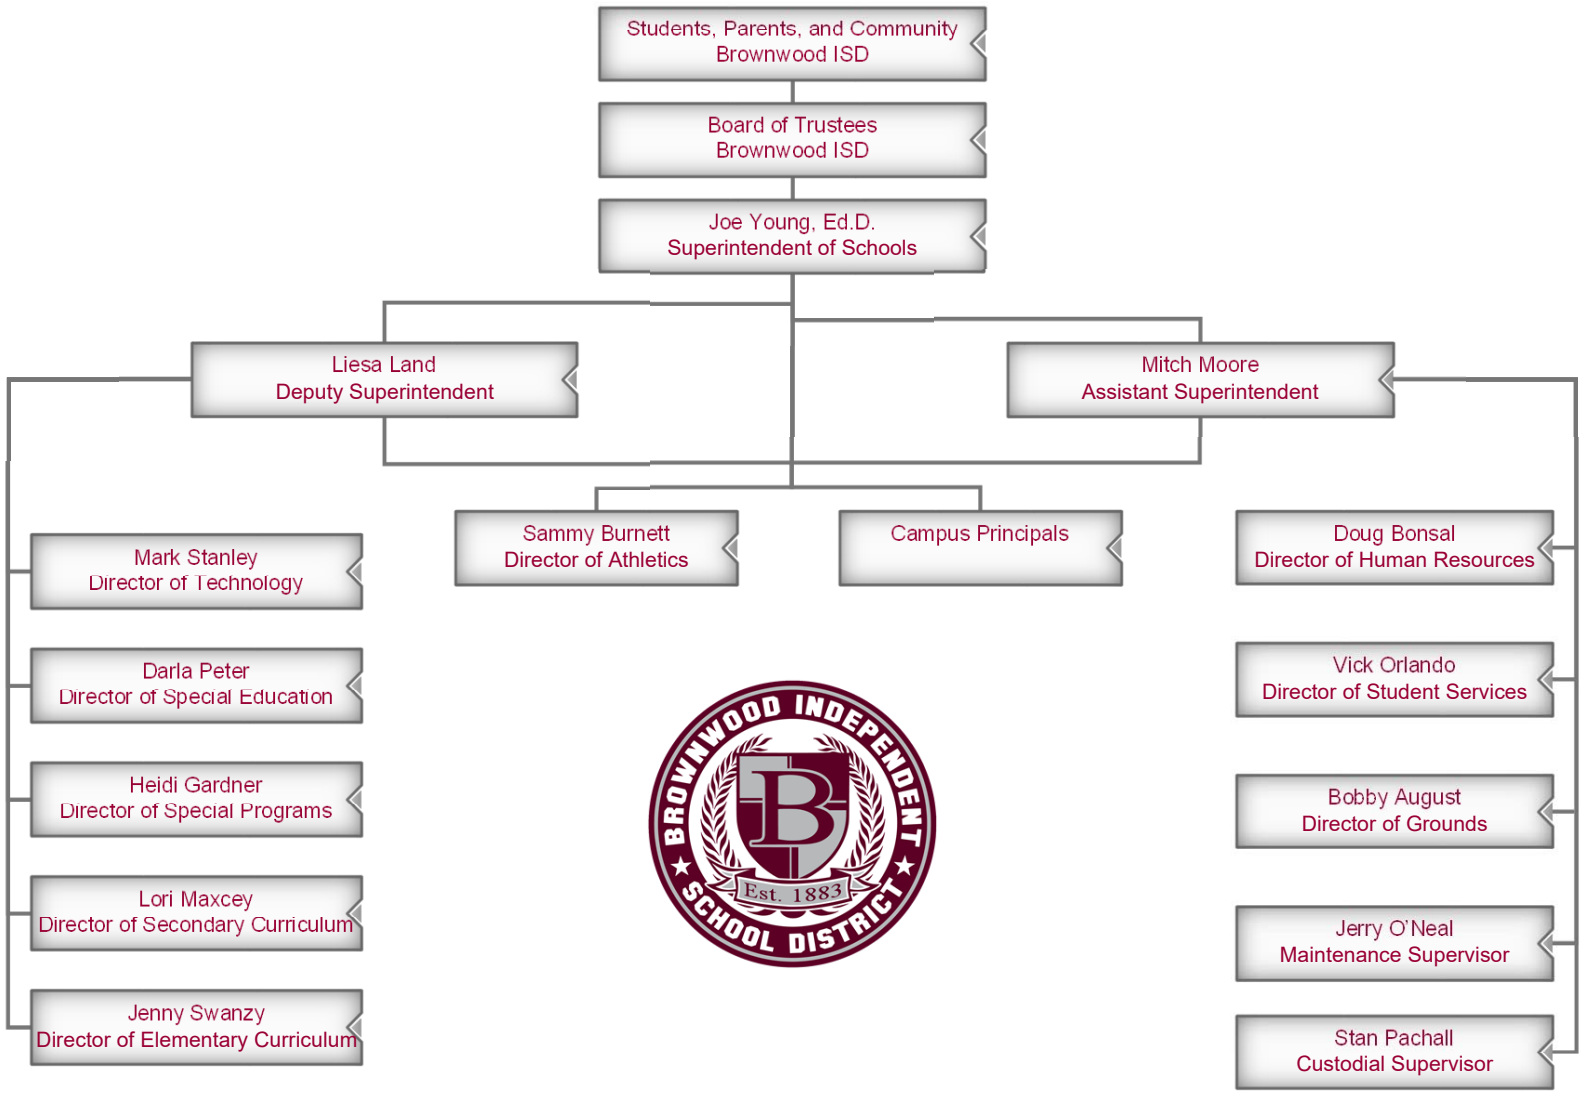 Students, Parents, and Community
Brownwood ISD
Board of Trustees
Brownwood ISD
Joe Young, Ed.D.
Superintendent of Schools
Liesa Land
Deputy Superintendent
Mitch Moore
Assistant Superintendent
Sammy Burnett
Director of Athletics
Campus Principals
Mark Stanley
Director of Technology
Darla Peter
Director of Special Education
Heidi Gardner
Director of Special Programs
Lori Maxcey
Director of Secondary Curriculum
Jenny Swanzy
Director of Elementary Curriculum
Doug Bonsal
Director of Human Resources
Vick Orlando
Director of Student Services
Bobby August
Director of Grounds
Jerry O'Neal
Maintenance Supervisor
Stan Pachall
Custodial Supervisor
BROWNWOOD INDEPENDENT
B
Est. 1883
SCHOOL DISTRICT